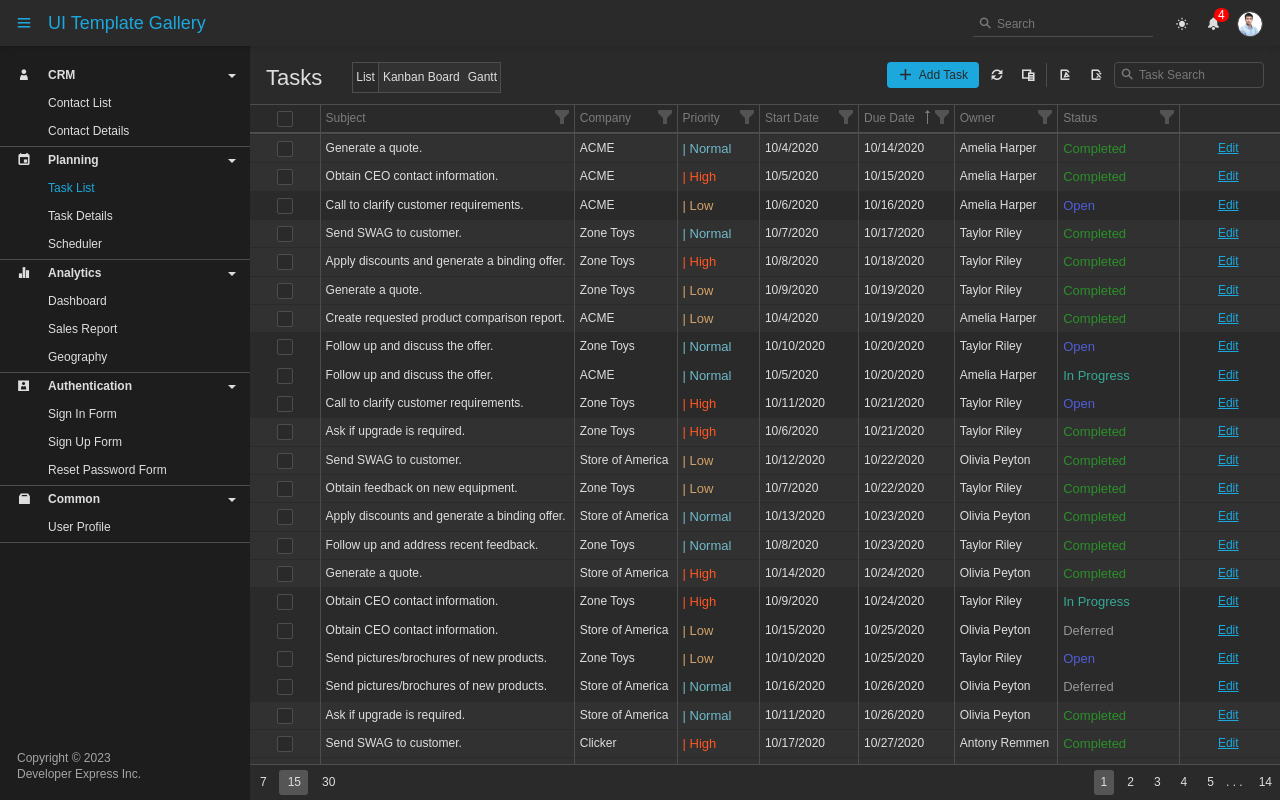 UI Template Gallery
Search
4
CRM
Contact List
Contact Details
Planning
Task List
Task Details
Scheduler
Analytics
Dashboard
Sales Report
Geography
Authentication
Sign In Form
Sign Up Form
Reset Password Form
Common
User Profile
Copyright © 2023
Developer Express Inc.
Tasks
List Kanban Board Gantt
Add Task
Task Search
Subject Company Priority Start Date Due Date Owner Status
Generate a quote. ACME | Normal 10/4/2020 10/14/2020 Amelia Harper Completed Edit
Obtain CEO contact information. ACME | High 10/5/2020 10/15/2020 Amelia Harper Completed Edit
Call to clarify customer requirements. ACME | Low 10/6/2020 10/16/2020 Amelia Harper Open Edit
Send SWAG to customer. Zone Toys | Normal 10/7/2020 10/17/2020 Taylor Riley Completed Edit
Apply discounts and generate a binding offer. Zone Toys | High 10/8/2020 10/18/2020 Taylor Riley Completed Edit
Generate a quote. Zone Toys | Low 10/9/2020 10/19/2020 Taylor Riley Completed Edit
Create requested product comparison report. ACME | Low 10/4/2020 10/19/2020 Amelia Harper Completed Edit
Follow up and discuss the offer. Zone Toys | Normal 10/10/2020 10/20/2020 Taylor Riley Open Edit
Follow up and discuss the offer. ACME | Normal 10/5/2020 10/20/2020 Amelia Harper In Progress Edit
Call to clarify customer requirements. Zone Toys | High 10/11/2020 10/21/2020 Taylor Riley Open Edit
Ask if upgrade is required. Zone Toys | High 10/6/2020 10/21/2020 Taylor Riley Completed Edit
Send SWAG to customer. Store of America | Low 10/12/2020 10/22/2020 Olivia Peyton Completed Edit
Obtain feedback on new equipment. Zone Toys | Low 10/7/2020 10/22/2020 Taylor Riley Completed Edit
Apply discounts and generate a binding offer. Store of America | Normal 10/13/2020 10/23/2020 Olivia Peyton Completed Edit
Follow up and address recent feedback. Zone Toys | Normal 10/8/2020 10/23/2020 Taylor Riley Completed Edit
Generate a quote. Store of America | High 10/14/2020 10/24/2020 Olivia Peyton Completed Edit
Obtain CEO contact information. Zone Toys | High 10/9/2020 10/24/2020 Taylor Riley In Progress Edit
Obtain CEO contact information. Store of America | Low 10/15/2020 10/25/2020 Olivia Peyton Deferred Edit
Send pictures/brochures of new products. Zone Toys | Low 10/10/2020 10/25/2020 Taylor Riley Open Edit
Send pictures/brochures of new products. Store of America | Normal 10/16/2020 10/26/2020 Olivia Peyton Deferred Edit
Ask if upgrade is required. Store of America | Normal 10/11/2020 10/26/2020 Olivia Peyton Completed Edit
Send SWAG to customer. Clicker | High 10/17/2020 10/27/2020 Antony Remmen Completed Edit
7 15 30 1 2 3 4 5 . . . 14